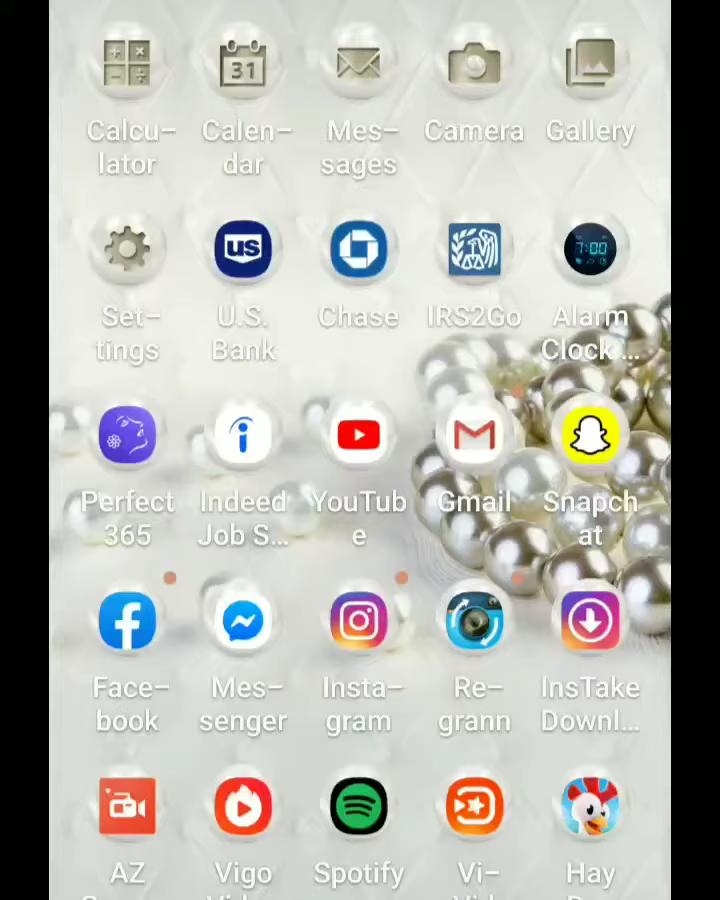 31
Calcu–
lator
Calen–
dar
Mes–
sages
Camera
Gallery
us
7:00
Set–
tings
U.S.
Bank
Chase
IRS2Go
Alarm
Clock...
Perfect
365
Indeed
Job S...
YouTub
e
Gmail
Snapch
at
Face–
book
Mes–
senger
Insta–
gram
Re–
grann
InsTake
Downl...
AZ
Vigo
Spotify
Vi–
Hay